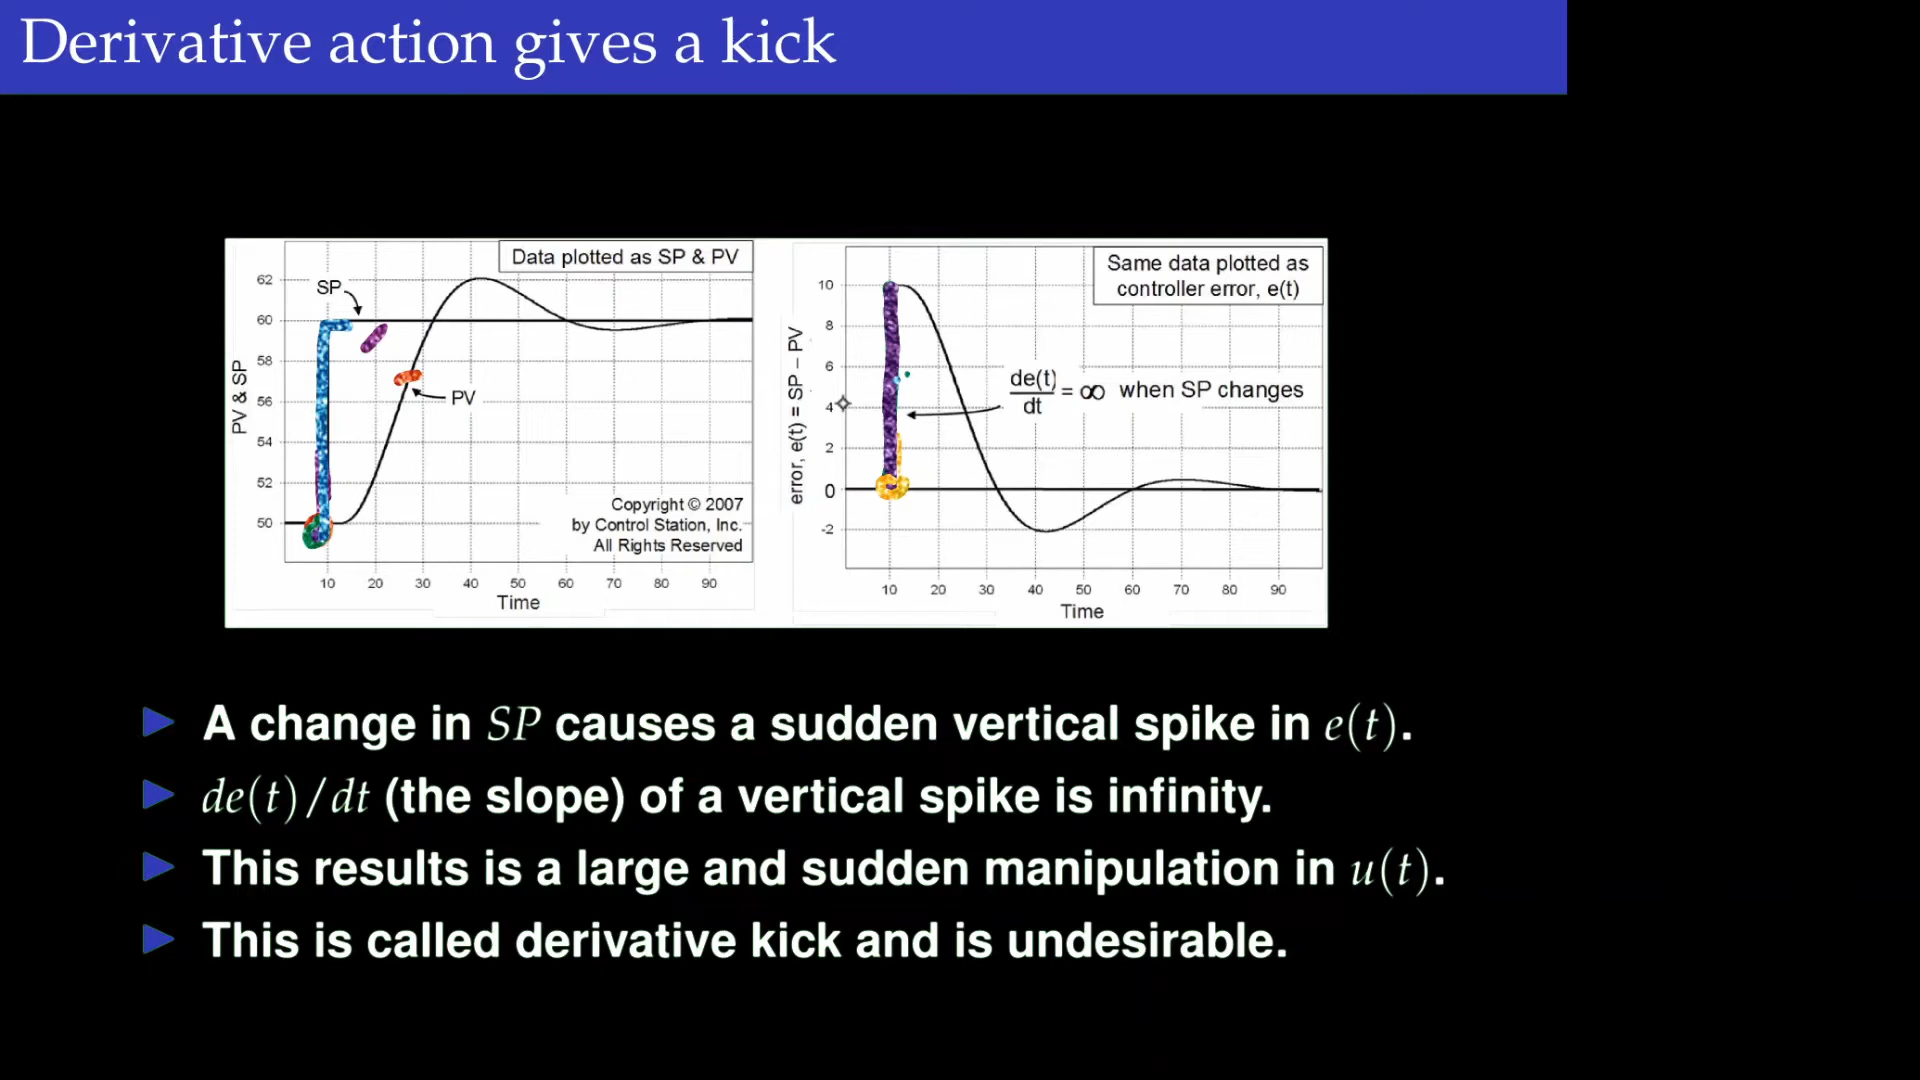 Derivative action gives a kick
Data plotted as SP & PV
SP
PV
62
60
58
56
54
52
50
PV & SP
Copyright © 2007
by Control Station, Inc.
All Rights Reserved
10 20 30 40 50 60 70 80 90
Time
Same data plotted as
controller error, e(t)
10
8
6
4
2
0
-2
error, e(t) = SP – PV
de(t)/dt = ∞ when SP changes
10 20 30 40 50 60 70 80 90
Time
A change in SP causes a sudden vertical spike in e(t).
de(t)/dt (the slope) of a vertical spike is infinity.
This results is a large and sudden manipulation in u(t).
This is called derivative kick and is undesirable.